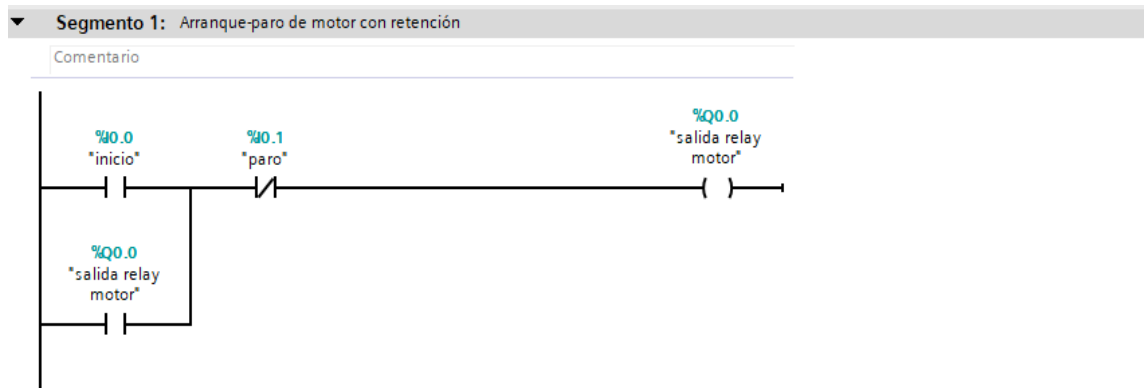 Segmento 1: Arranque-paro de motor con retención
Comentario
%I0.0
"inicio"
%I0.1
"paro"
%Q0.0
"salida relay
motor"
%Q0.0
"salida relay
motor"